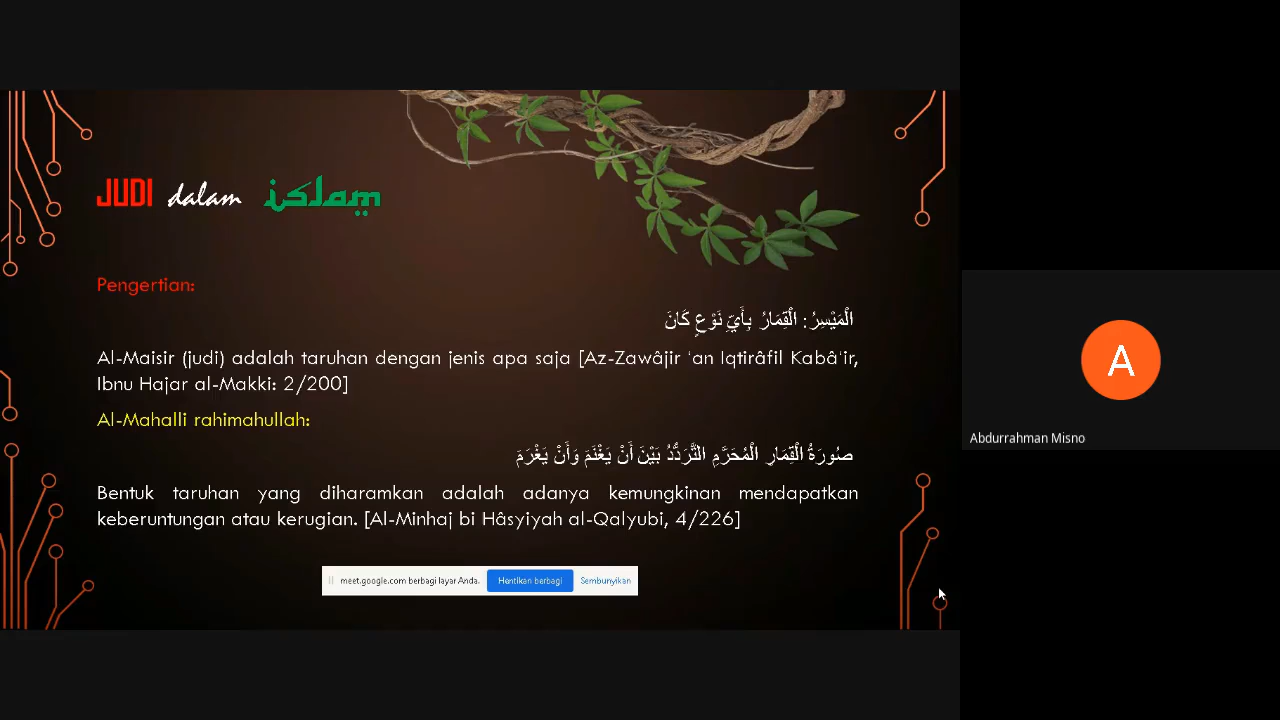 JUDI dalam islam
Pengertian:
الْمَيْسِرُ: الْقِمَارُ بِأَيِّ نَوْعٍ كَانَ
Al-Maisir (judi) adalah taruhan dengan jenis apa saja [Az-Zawâjir 'an Iqtirâfil Kabâ'ir,
Ibnu Hajar al-Makki: 2/200]
Al-Mahalli rahimahullah:
صُورَةُ الْقِمَارِ الْمُحَرَّمِ التَّرَدُّدُ بَيْنَ أَنْ يَغْنَمَ وَأَنْ يَغْرَمَ
Bentuk taruhan yang diharamkan adalah adanya kemungkinan mendapatkan
keberuntungan atau kerugian. [Al-Minhaj bi Hâsyiyah al-Qalyubi, 4/226]
meet.google.com berbagi layar Anda. Hentikan berbagi Sembunyikan
A
Abdurrahman Misno